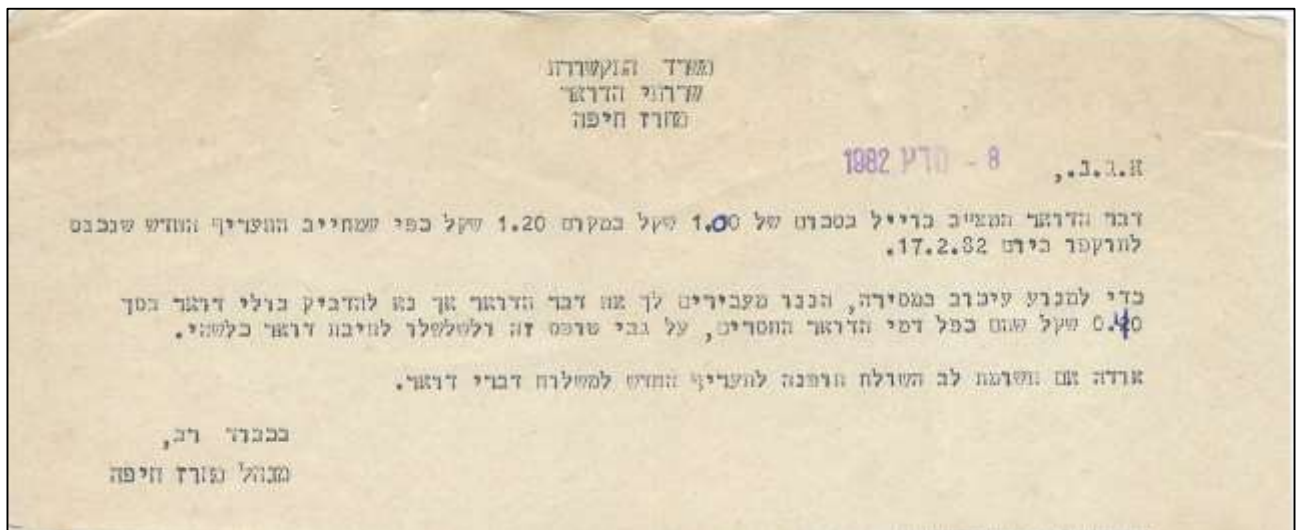 משרד התקשורת
שרותי הדואר
מחוז חיפה
8 - מרץ 1982
א.ג.נ.,
דבר הדואר המצ״ב בוייל בסכום של 1.00 שקל במקום 1.20 שקל כפי שמחייב התעריף החדש שנכנס
לתוקפו ביום 17.2.82.
כדי למנוע עיכוב במסירה, הננו מעבירים לך את דבר הדואר אך נא להדביק בולי דואר בסך
0.40 שקל שהם כפל דמי הדואר החסרים, על גבי טופס זה ולשלשלו לתיבת דואר כלשהי.
אודה אם תשומת לב השולח תופנה לתעריף החדש למשלוח דברי דואר.
בכבוד רב,
מנהל מחוז חיפה